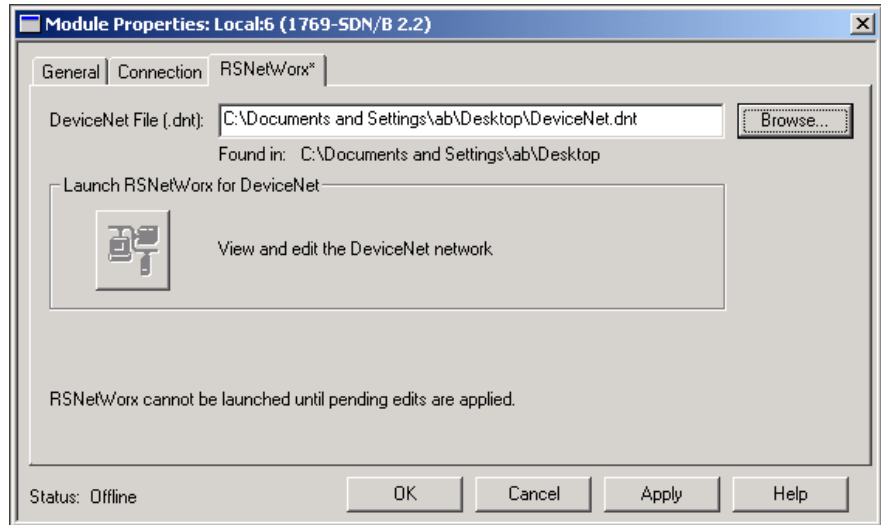 Module Properties: Local:6 (1769-SDN/B 2.2)
General Connection RSNetWorx*
DeviceNet File (.dnt): C:\Documents and Settings\ab\Desktop\DeviceNet.dnt Browse...
Found in: C:\Documents and Settings\ab\Desktop
Launch RSNetWorx for DeviceNet
View and edit the DeviceNet network
RSNetWorx cannot be launched until pending edits are applied.
Status: Offline OK Cancel Apply Help